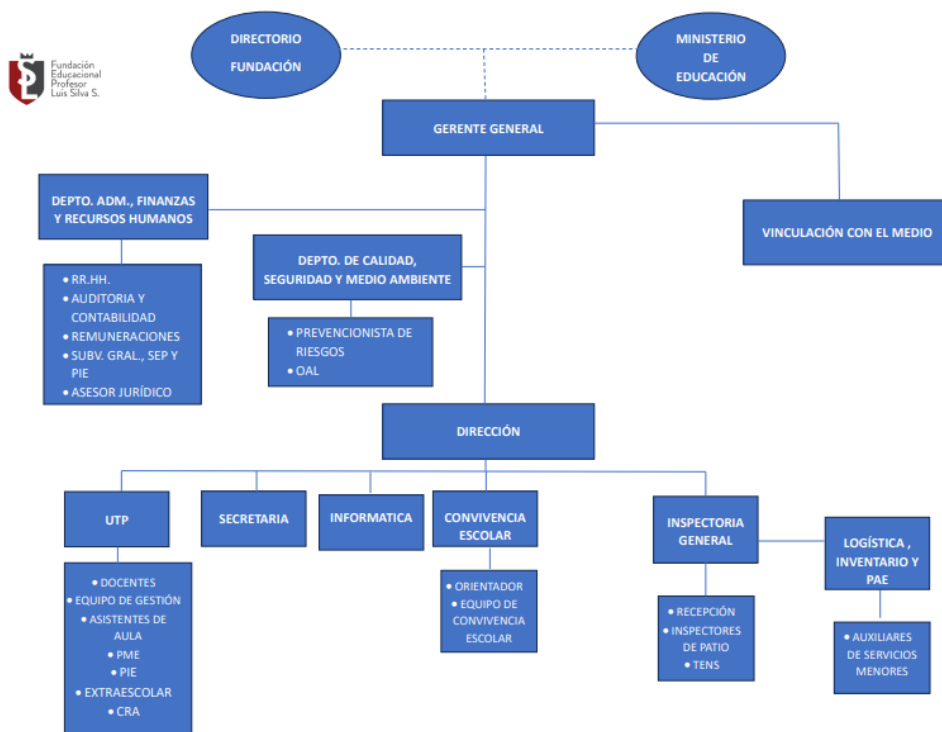 DIRECTORIO
FUNDACIÓN
MINISTERIO
DE
EDUCACIÓN
Fundación
Educacional
Profesor
Luis Silva S.
GERENTE GENERAL
DEPTO. ADM., FINANZAS
Y RECURSOS HUMANOS
VINCULACIÓN CON EL MEDIO
DEPTO. DE CALIDAD,
SEGURIDAD Y MEDIO AMBIENTE
• RR.HH.
• AUDITORIA Y
CONTABILIDAD
• REMUNERACIONES
• SUBV. GRAL., SEP Y
PIE
• ASESOR JURÍDICO
• PREVENCIONISTA DE
RIESGOS
• OAL
DIRECCIÓN
UTP
SECRETARIA
INFORMATICA
CONVIVENCIA
ESCOLAR
INSPECTORIA
GENERAL
LOGÍSTICA ,
INVENTARIO Y
PAE
• DOCENTES
• EQUIPO DE GESTIÓN
• ASISTENTES DE
AULA
• PME
• PIE
• EXTRAESCOLAR
• CRA
• ORIENTADOR
• EQUIPO DE
CONVIVENCIA
ESCOLAR
• RECEPCIÓN
• INSPECTORES
DE PATIO
• TENS
• AUXILIARES
DE SERVICIOS
MENORES